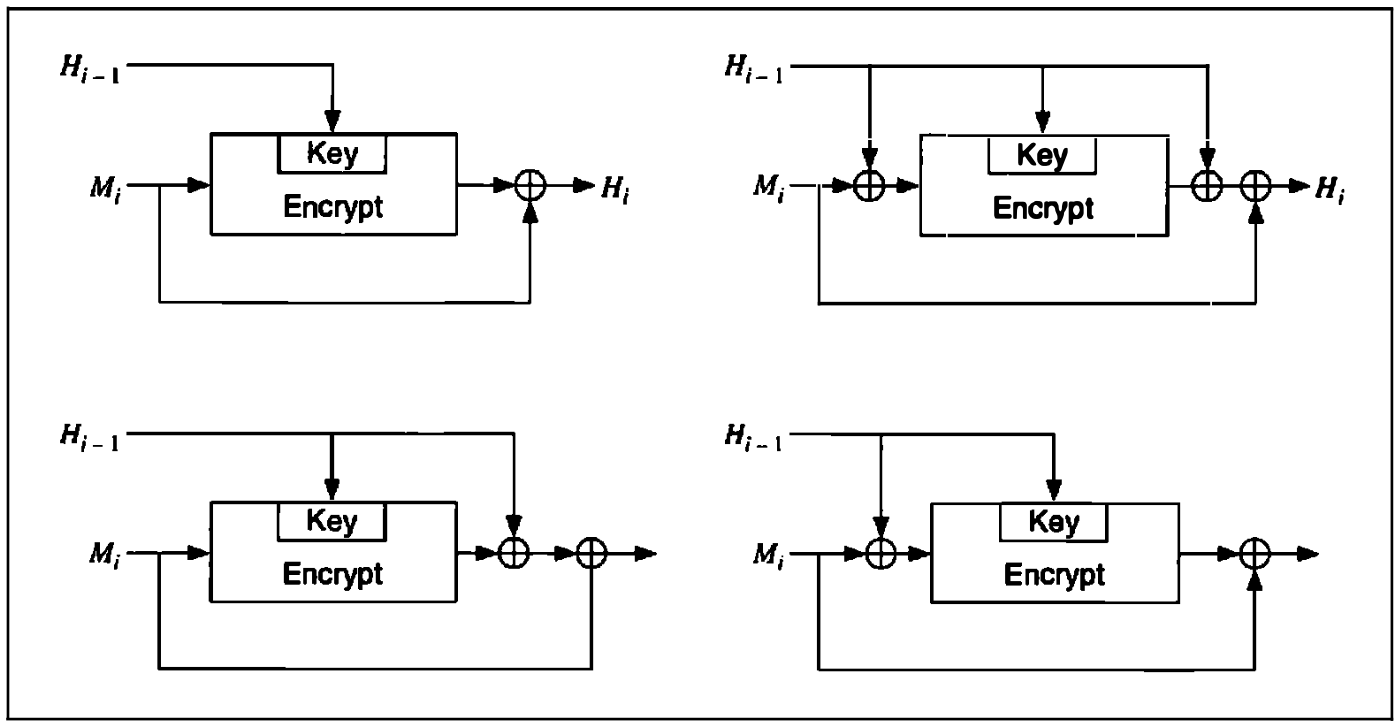 H_{i-1}
Key
M_i
Encrypt
H_i
H_{i-1}
Key
M_i
Encrypt
H_i
H_{i-1}
Key
M_i
Encrypt
H_{i-1}
Key
M_i
Encrypt